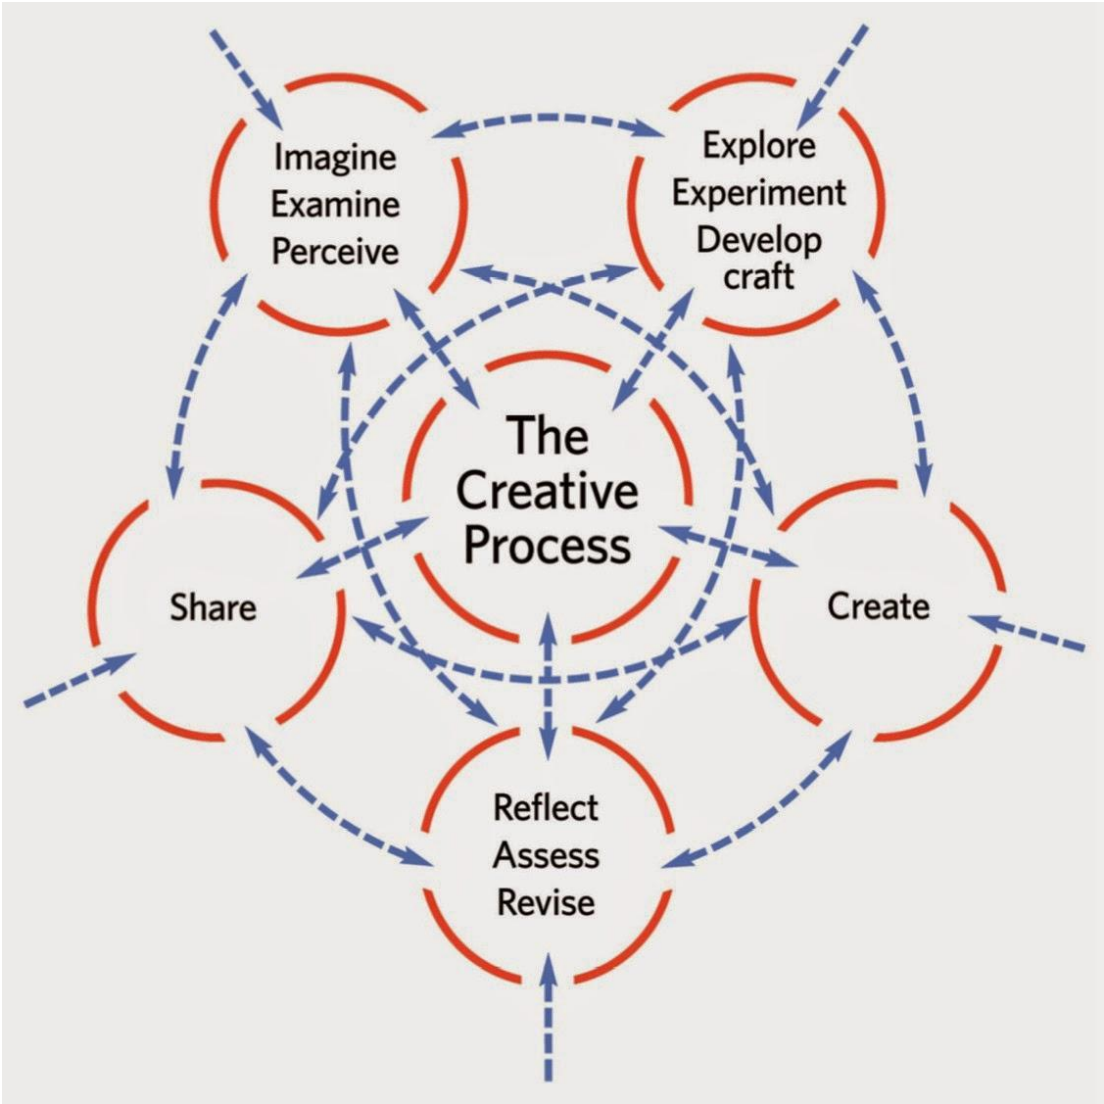 Imagine
Examine
Perceive
Explore
Experiment
Develop
craft
The
Creative
Process
Share
Create
Reflect
Assess
Revise